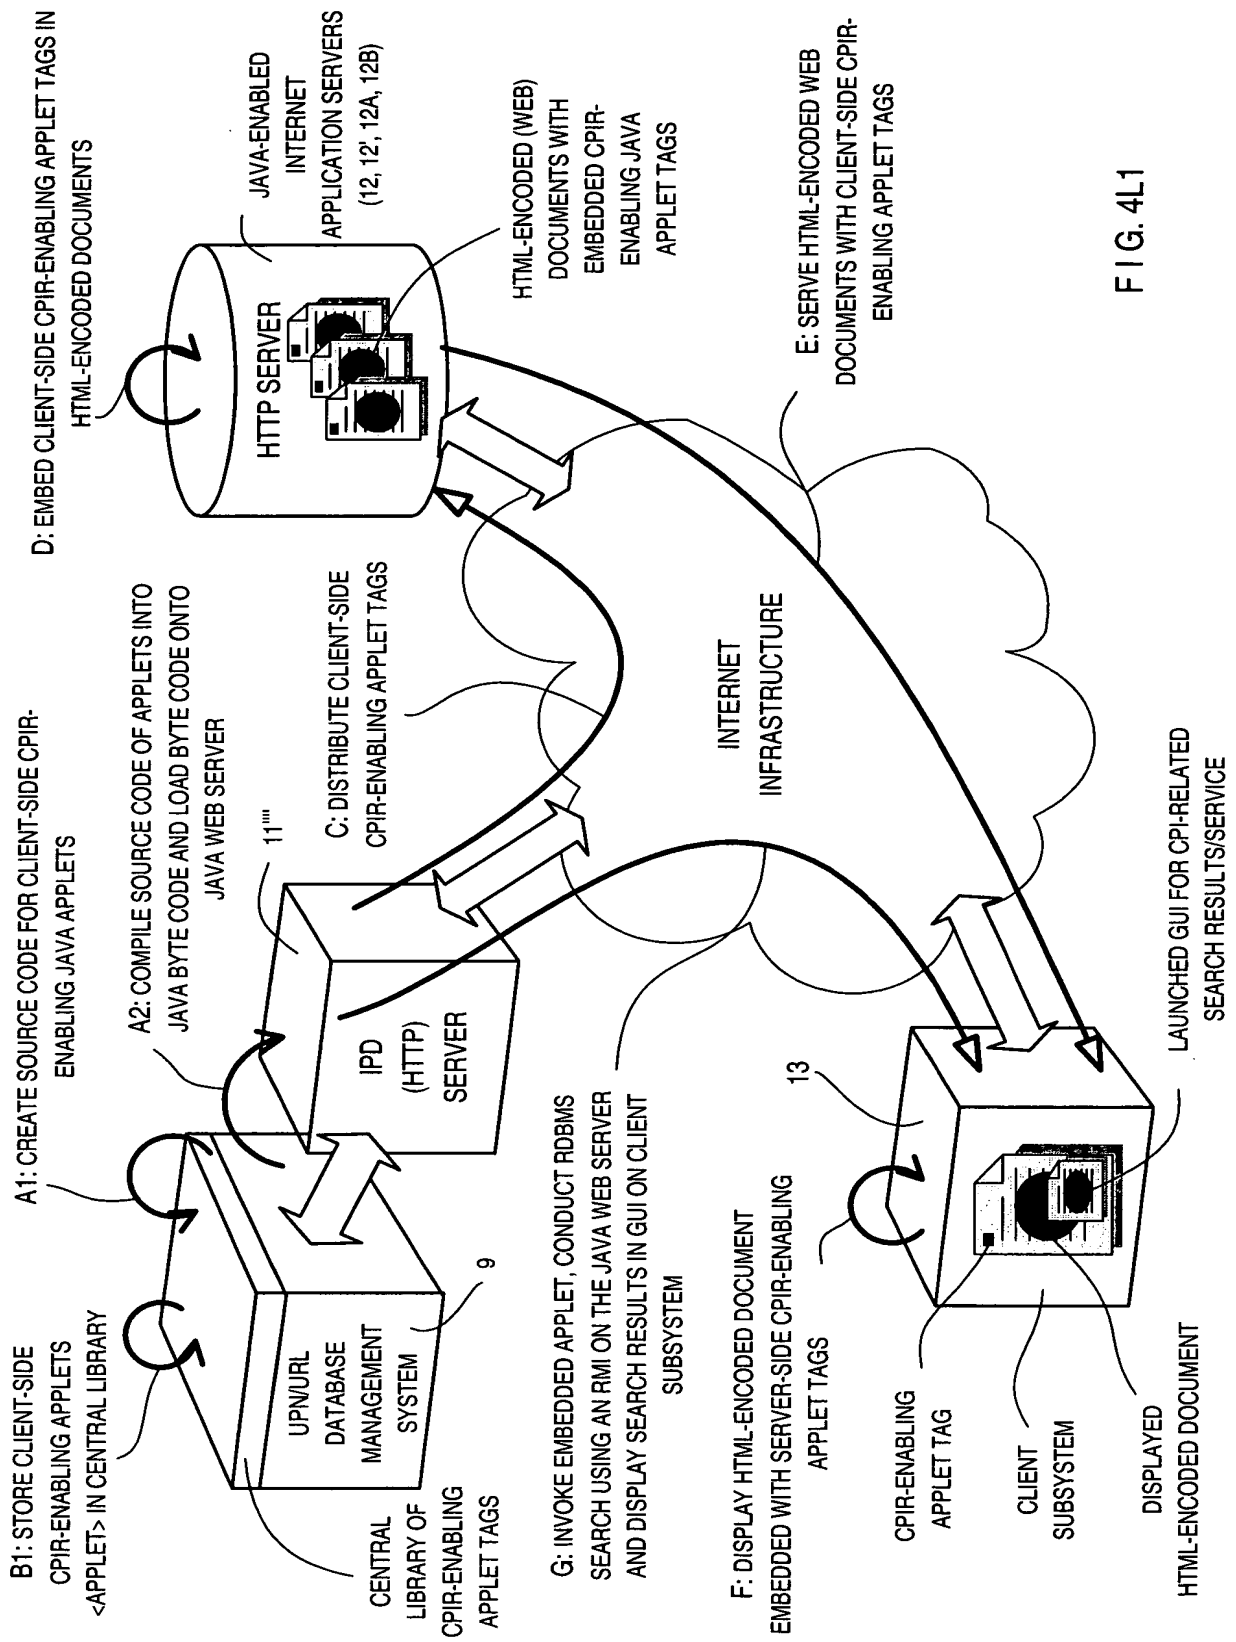 B1: STORE CLIENT-SIDE
CPIR-ENABLING APPLETS
<APPLET> IN CENTRAL LIBRARY
A1: CREATE SOURCE CODE FOR CLIENT-SIDE CPIR-
ENABLING JAVA APPLETS
A2: COMPILE SOURCE CODE OF APPLETS INTO
JAVA BYTE CODE AND LOAD BYTE CODE ONTO
JAVA WEB SERVER
D: EMBED CLIENT-SIDE CPIR-ENABLING APPLET TAGS IN
HTML-ENCODED DOCUMENTS
JAVA-ENABLED
INTERNET
APPLICATION SERVERS
(12, 12', 12A, 12B)
HTTP SERVER
11''''
C: DISTRIBUTE CLIENT-SIDE
CPIR-ENABLING APPLET TAGS
HTML-ENCODED (WEB)
DOCUMENTS WITH
EMBEDDED CPIR-
ENABLING JAVA
APPLET TAGS
UPN/URL
DATABASE
MANAGEMENT
SYSTEM
9
IPD
(HTTP)
SERVER
CENTRAL
LIBRARY OF
CPIR-ENABLING
APPLET TAGS
G: INVOKE EMBEDDED APPLET, CONDUCT RDBMS
SEARCH USING AN RMI ON THE JAVA WEB SERVER
AND DISPLAY SEARCH RESULTS IN GUI ON CLIENT
SUBSYSTEM
INTERNET
INFRASTRUCTURE
E: SERVE HTML-ENCODED WEB
DOCUMENTS WITH CLIENT-SIDE CPIR-
ENABLING APPLET TAGS
F: DISPLAY HTML-ENCODED DOCUMENT
EMBEDDED WITH SERVER-SIDE CPIR-ENABLING
APPLET TAGS
13
CPIR-ENABLING
APPLET TAG
CLIENT
SUBSYSTEM
DISPLAYED
HTML-ENCODED DOCUMENT
LAUNCHED GUI FOR CPI-RELATED
SEARCH RESULTS/SERVICE
FIG. 4L1